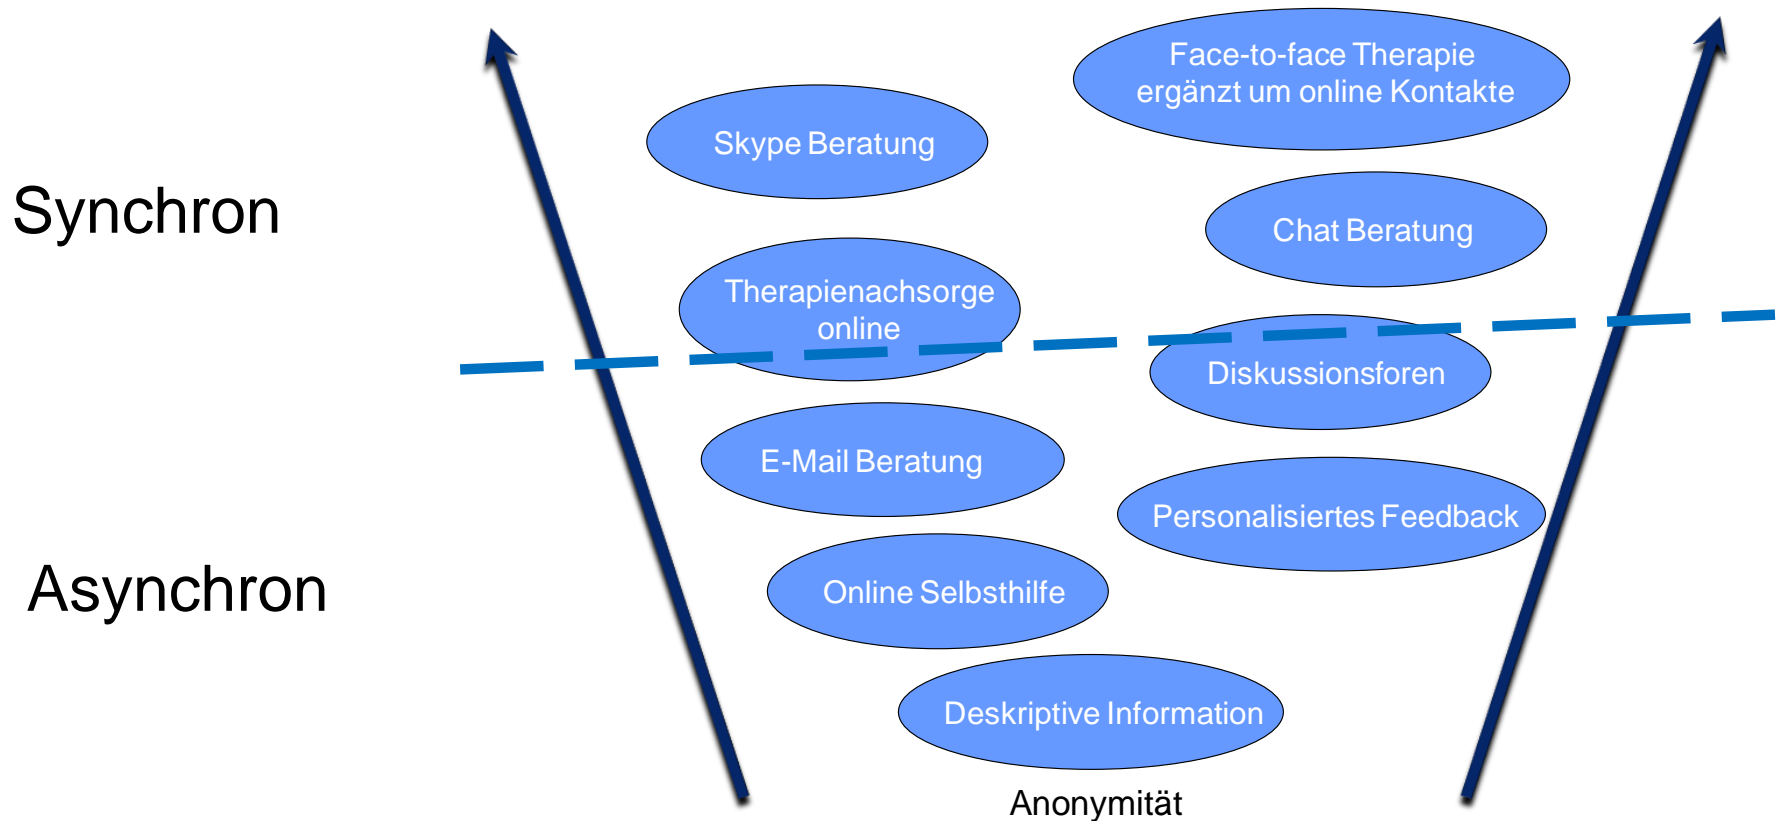 Face-to-face Therapie
ergänzt um online Kontakte
Skype Beratung
Synchron
Chat Beratung
Therapienachsorge
online
Diskussionsforen
E-Mail Beratung
Personalisiertes Feedback
Asynchron
Online Selbsthilfe
Deskriptive Information
Anonymität